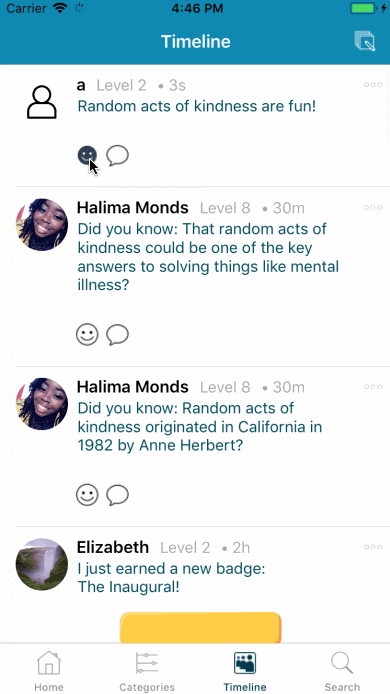 Carrier 4:46 PM
Timeline
a Level 2 • 3s
Random acts of kindness are fun!
Halima Monds Level 8 • 30m
Did you know: That random acts of
kindness could be one of the key
answers to solving things like mental
illness?
Halima Monds Level 8 • 30m
Did you know: Random acts of
kindness originated in California in
1982 by Anne Herbert?
Elizabeth Level 2 • 2h
I just earned a new badge:
The Inaugural!
Home Categories Timeline Search